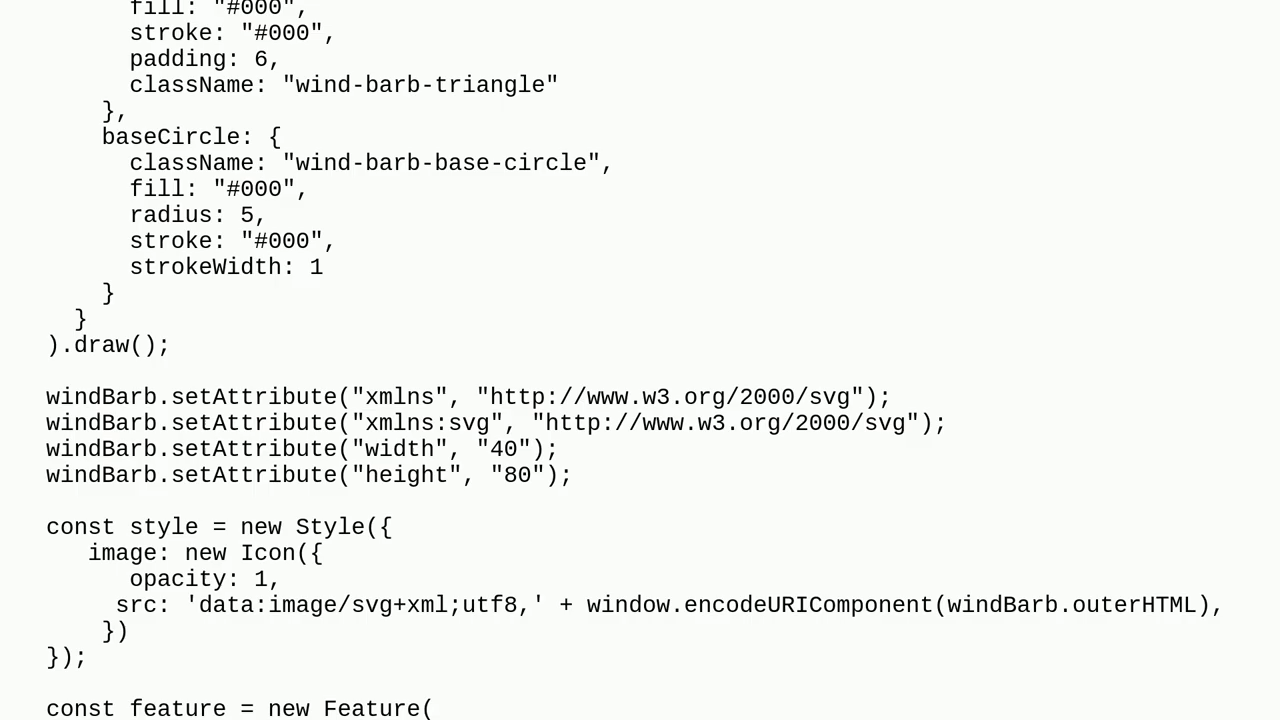 fill: "#000",
stroke: "#000",
padding: 6,
className: "wind-barb-triangle"
},
baseCircle: {
className: "wind-barb-base-circle",
fill: "#000",
radius: 5,
stroke: "#000",
strokeWidth: 1
}
}
).draw();
windBarb.setAttribute("xmlns", "http://www.w3.org/2000/svg");
windBarb.setAttribute("xmlns:svg", "http://www.w3.org/2000/svg");
windBarb.setAttribute("width", "40");
windBarb.setAttribute("height", "80");
const style = new Style({
image: new Icon({
opacity: 1,
src: 'data:image/svg+xml;utf8,' + window.encodeURIComponent(windBarb.outerHTML),
})
});
const feature = new Feature(